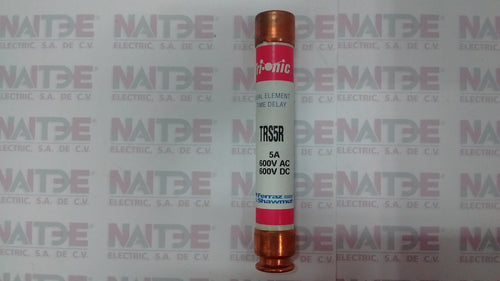 Tri-onic
DUAL ELEMENT
TIME DELAY
TRS5R
5A
600V AC
600V DC
Ferraz
Shawmut
NAITEE
ELECTRIC, S.A. DE C.V.